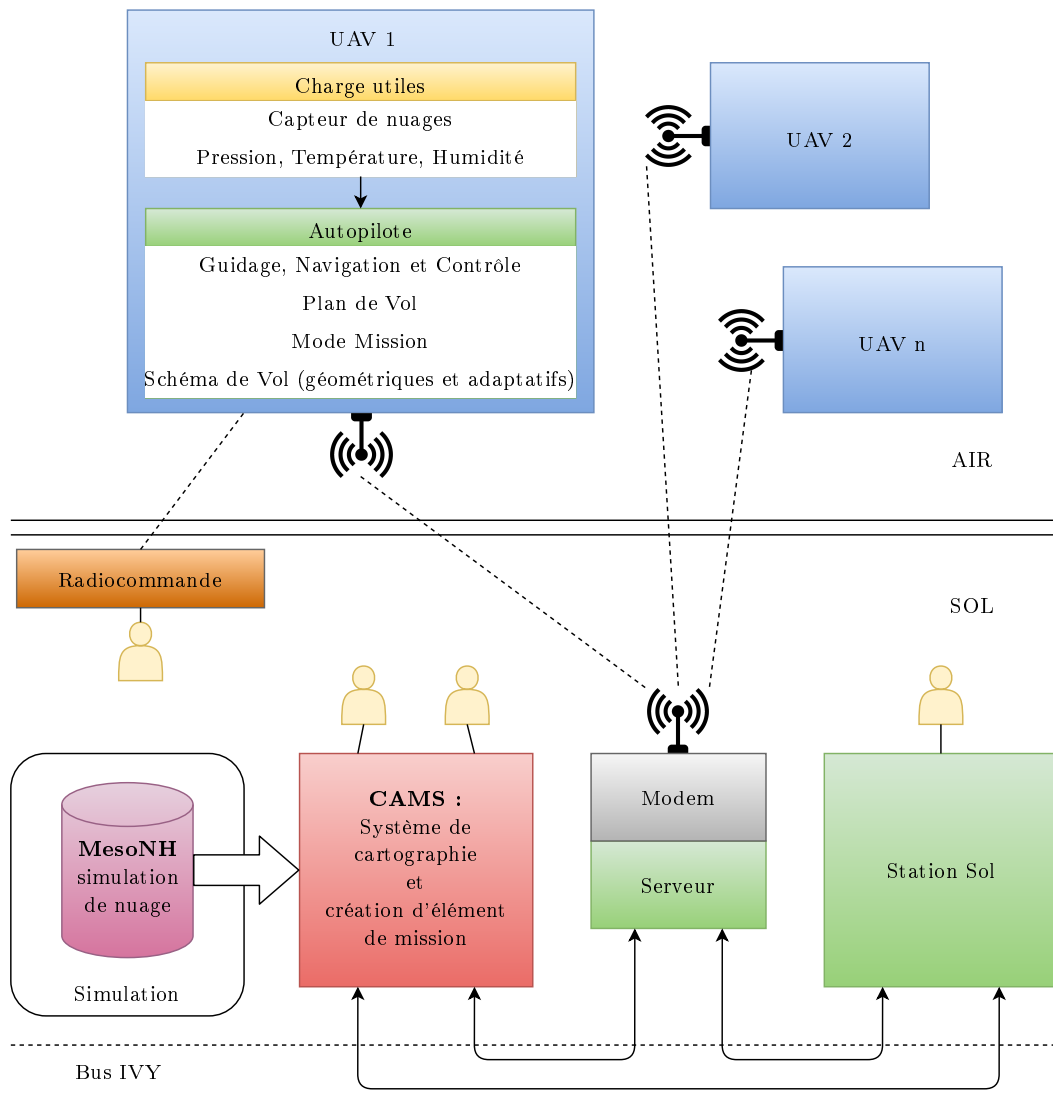 UAV 1
Charge utiles
Capteur de nuages
Pression, Température, Humidité
Autopilote
Guidage, Navigation et Contrôle
Plan de Vol
Mode Mission
Schéma de Vol (géométriques et adaptatifs)
UAV 2
UAV n
AIR
SOL
Radiocommande
MesoNH
simulation
de nuage
Simulation
CAMS :
Système de
cartographie
et
création d'élément
de mission
Modem
Serveur
Station Sol
Bus IVY